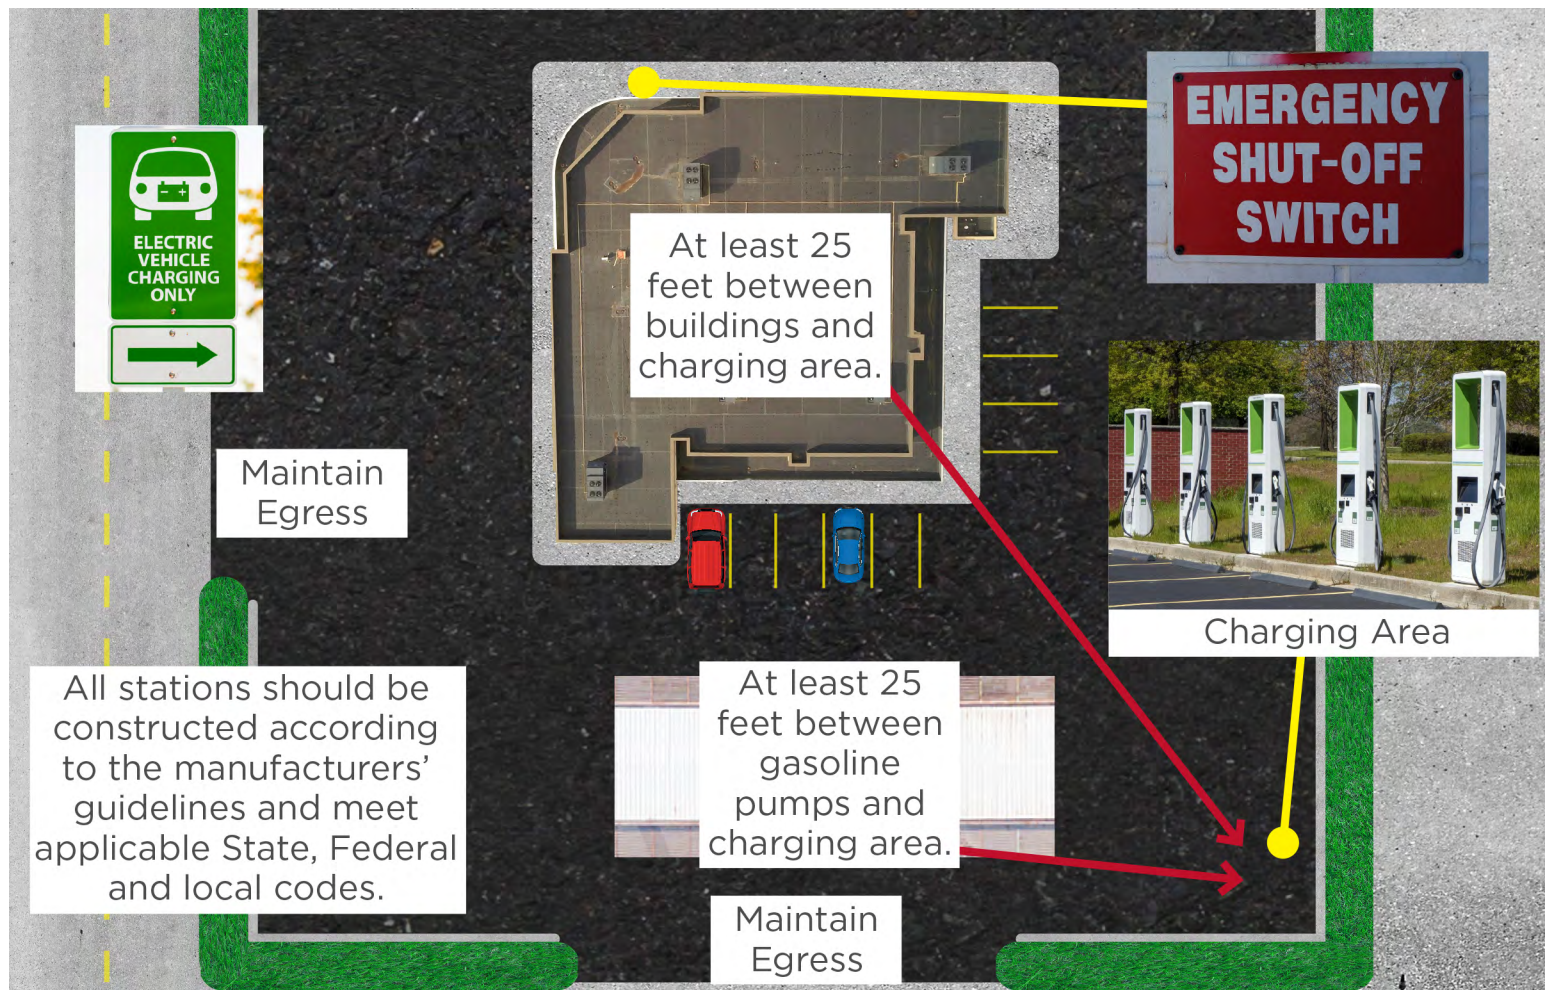 EMERGENCY
SHUT-OFF
SWITCH
ELECTRIC
VEHICLE
CHARGING
ONLY
At least 25
feet between
buildings and
charging area.
Maintain
Egress
Charging Area
All stations should be
constructed according
to the manufacturers’
guidelines and meet
applicable State, Federal
and local codes.
At least 25
feet between
gasoline
pumps and
charging area.
Maintain
Egress